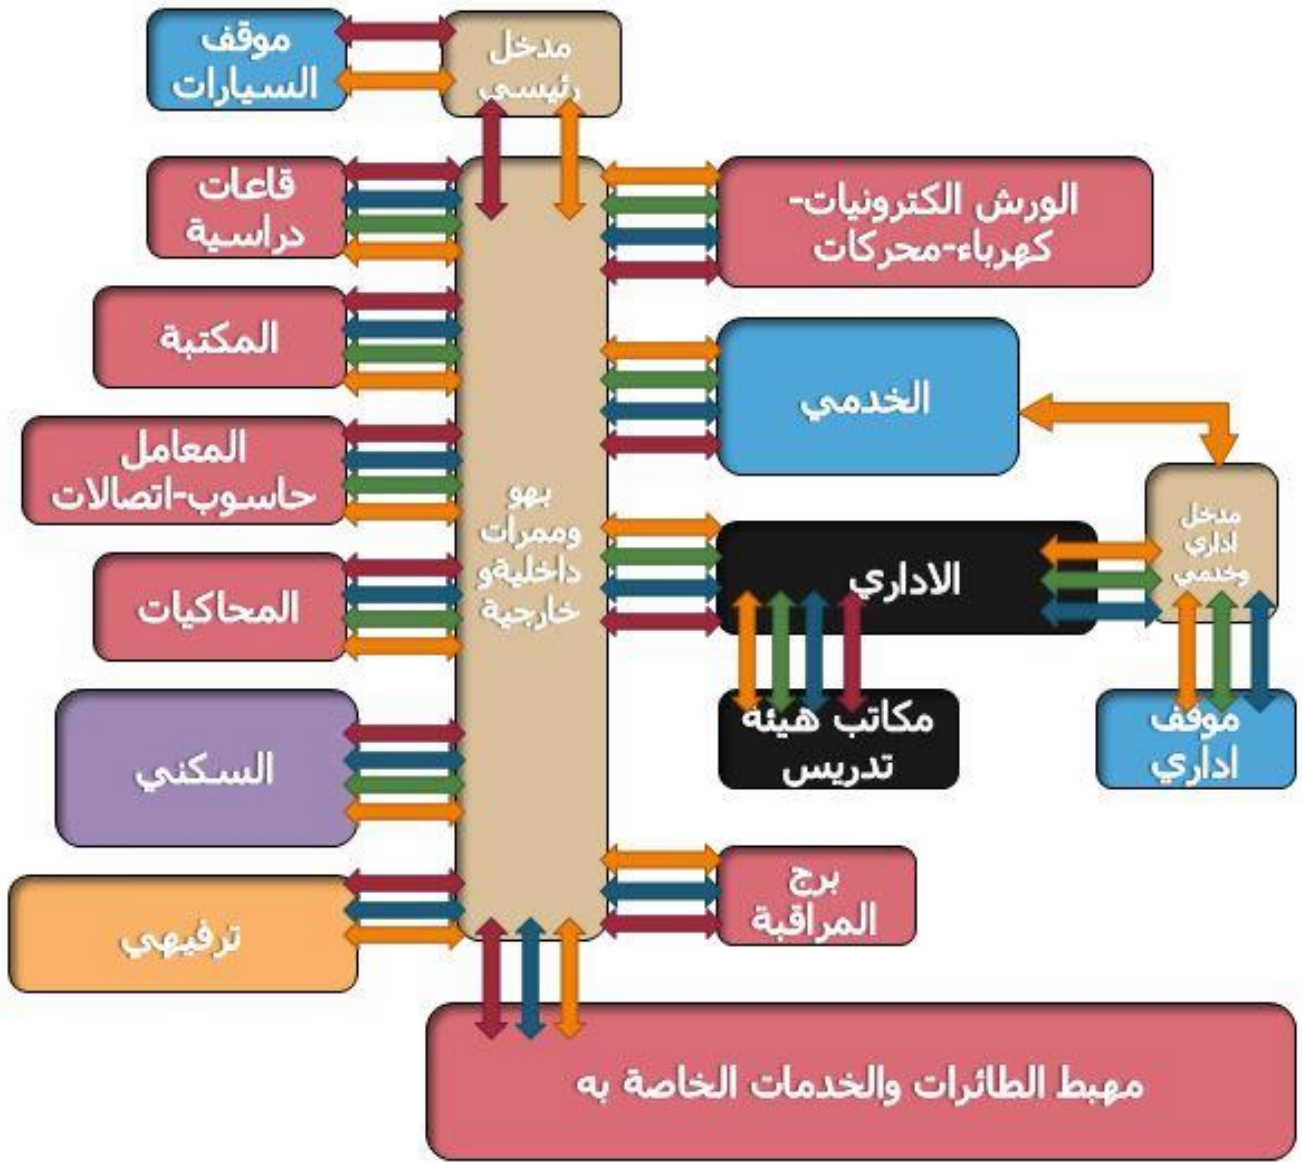 موقف
السيارات
مدخل
رئيسي
قاعات
دراسية
الورش الكترونيات-
كهرباء-محركات
المكتبة
الخدمي
المعامل
حاسوب-اتصالات
بهو
وممرات
داخليةو
خارجية
مدخل
اداري
وخدمي
الاداري
المحاكيات
مكاتب هيئة
تدريس
موقف
اداري
السكني
برج
المراقبة
ترفيهي
مهبط الطائرات والخدمات الخاصة به